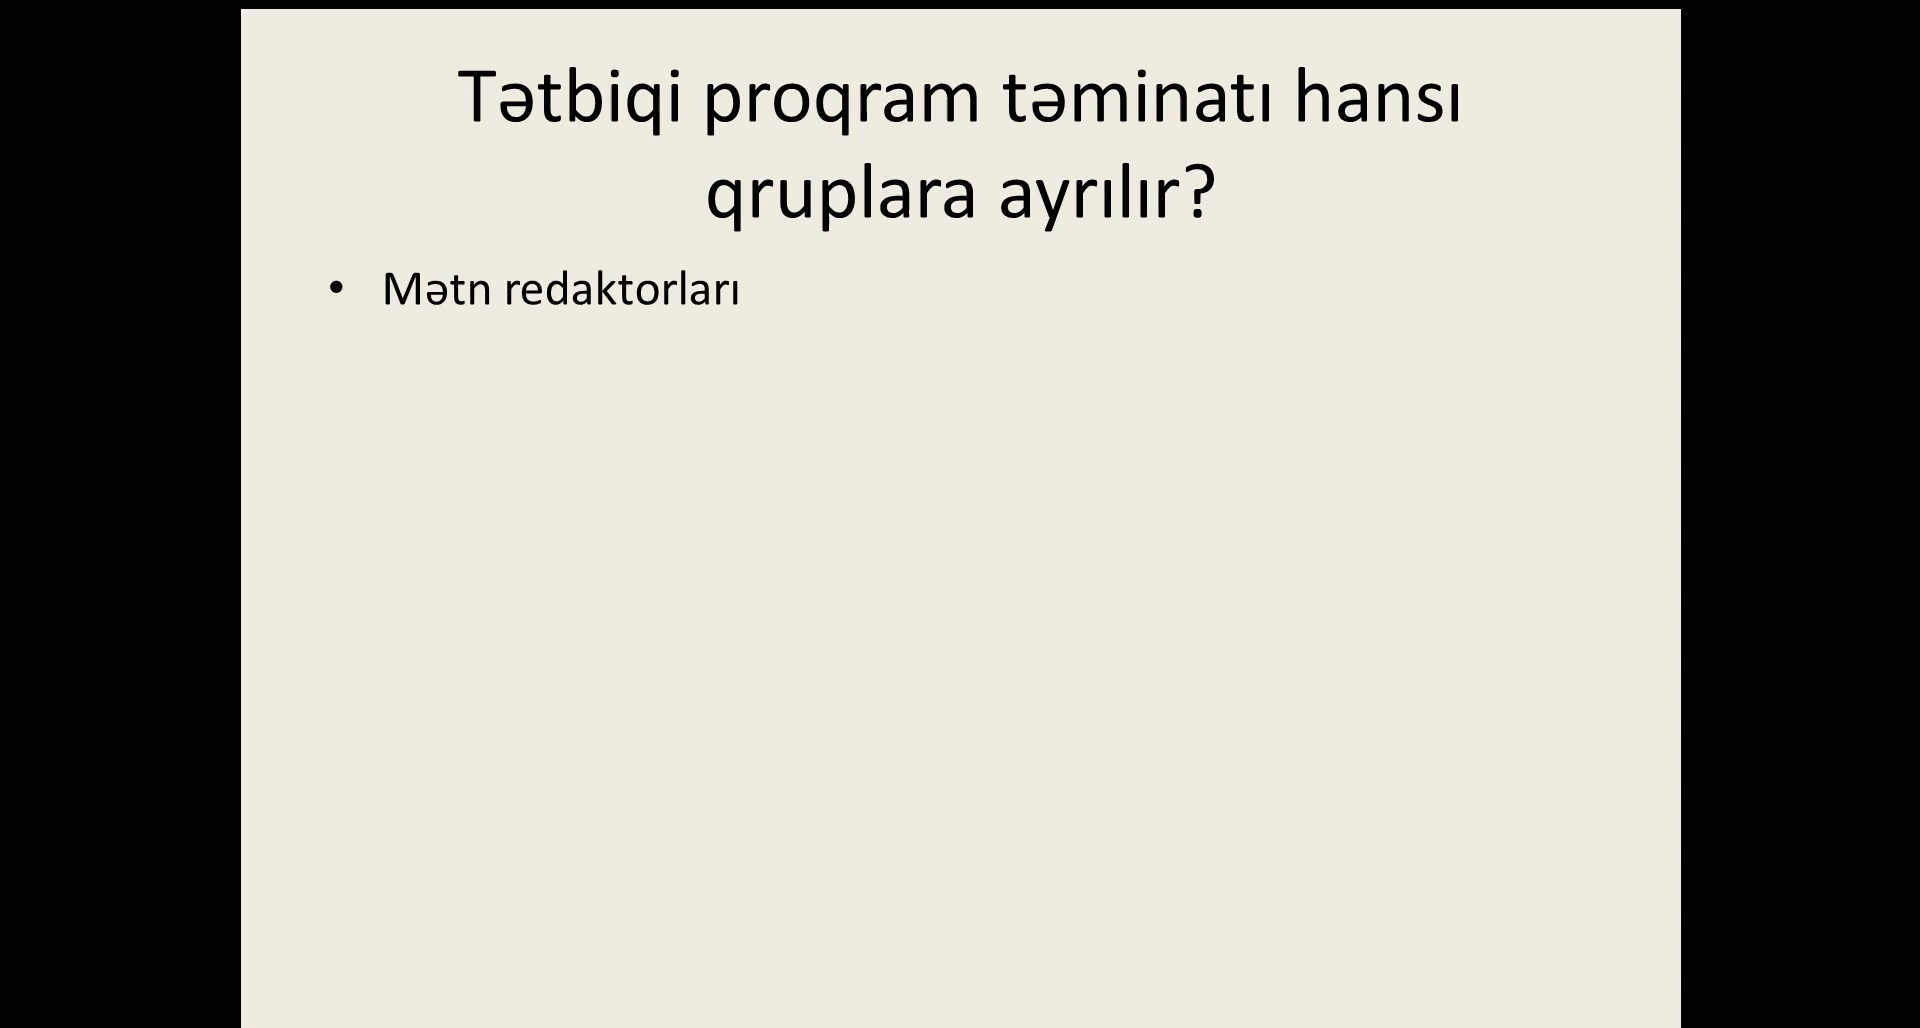 Tətbiqi proqram təminatı hansı
qruplara ayrılır?
• Mətn redaktorları